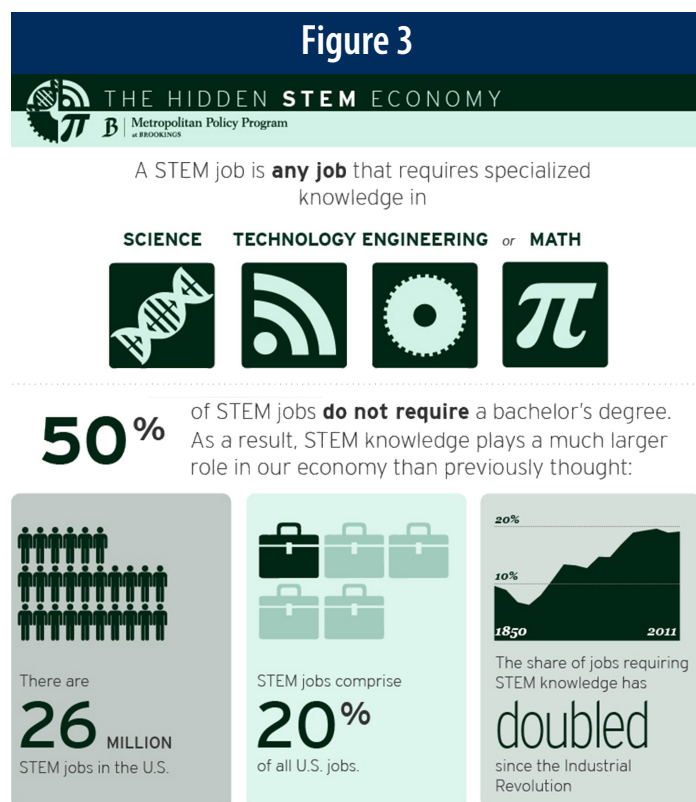 Figure 3
THE HIDDEN STEM ECONOMY
B Metropolitan Policy Program
at BROOKINGS
A STEM job is any job that requires specialized
knowledge in
SCIENCE TECHNOLOGY ENGINEERING or MATH
π
50% of STEM jobs do not require a bachelor's degree.
As a result, STEM knowledge plays a much larger
role in our economy than previously thought:
There are
26 MILLION
STEM jobs in the U.S.
STEM jobs comprise
20%
of all U.S. jobs.
20%
10%
1850 2011
The share of jobs requiring
STEM knowledge has
doubled
since the Industrial
Revolution